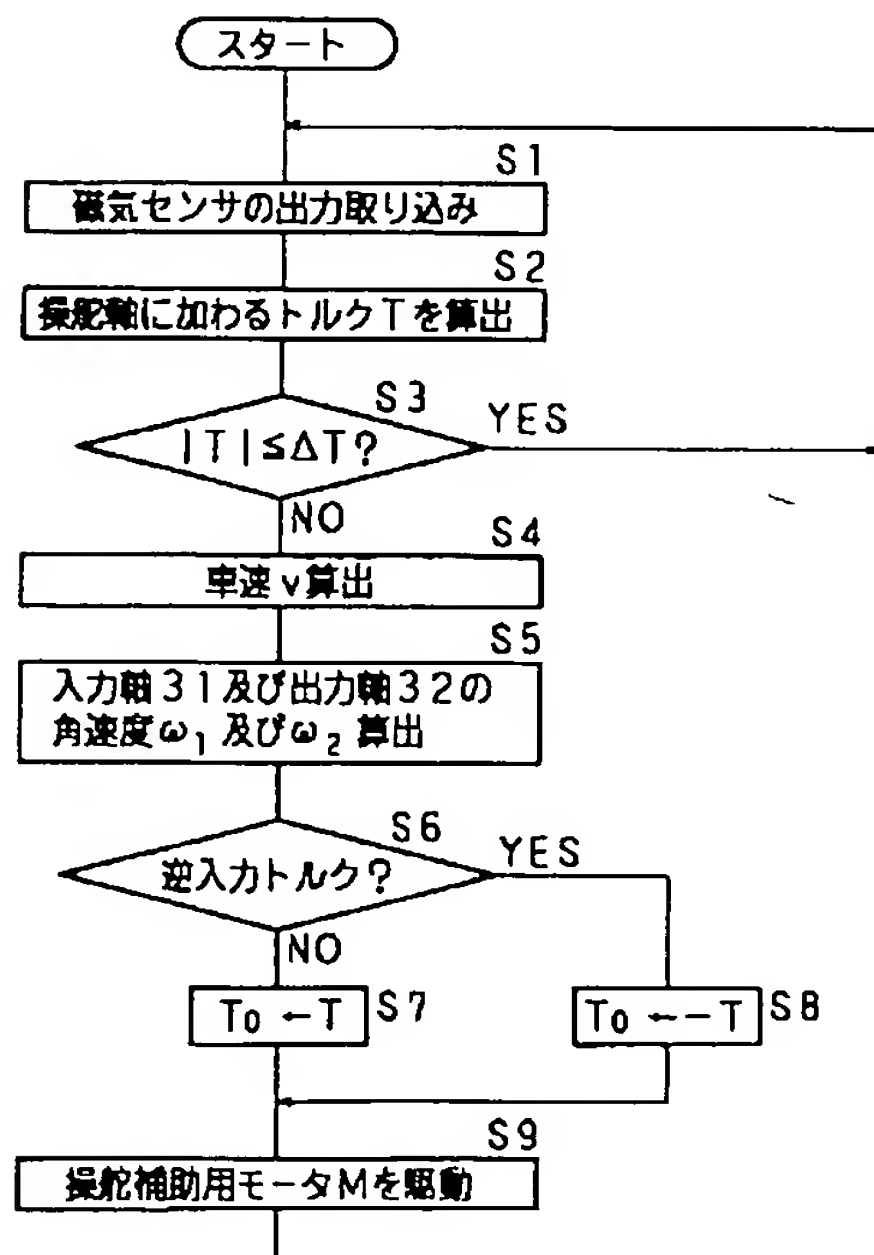 スタート
S1
磁気センサの出力取り込み
S2
操舵軸に加わるトルクTを算出
S3
|T|≤ΔT?
YES
NO
S4
車速v算出
S5
入力軸31及び出力軸32の
角速度ω₁及びω₂算出
S6
逆入力トルク?
YES
NO
T₀←T
S7
T₀←-T
S8
S9
操舵補助用モータMを駆動